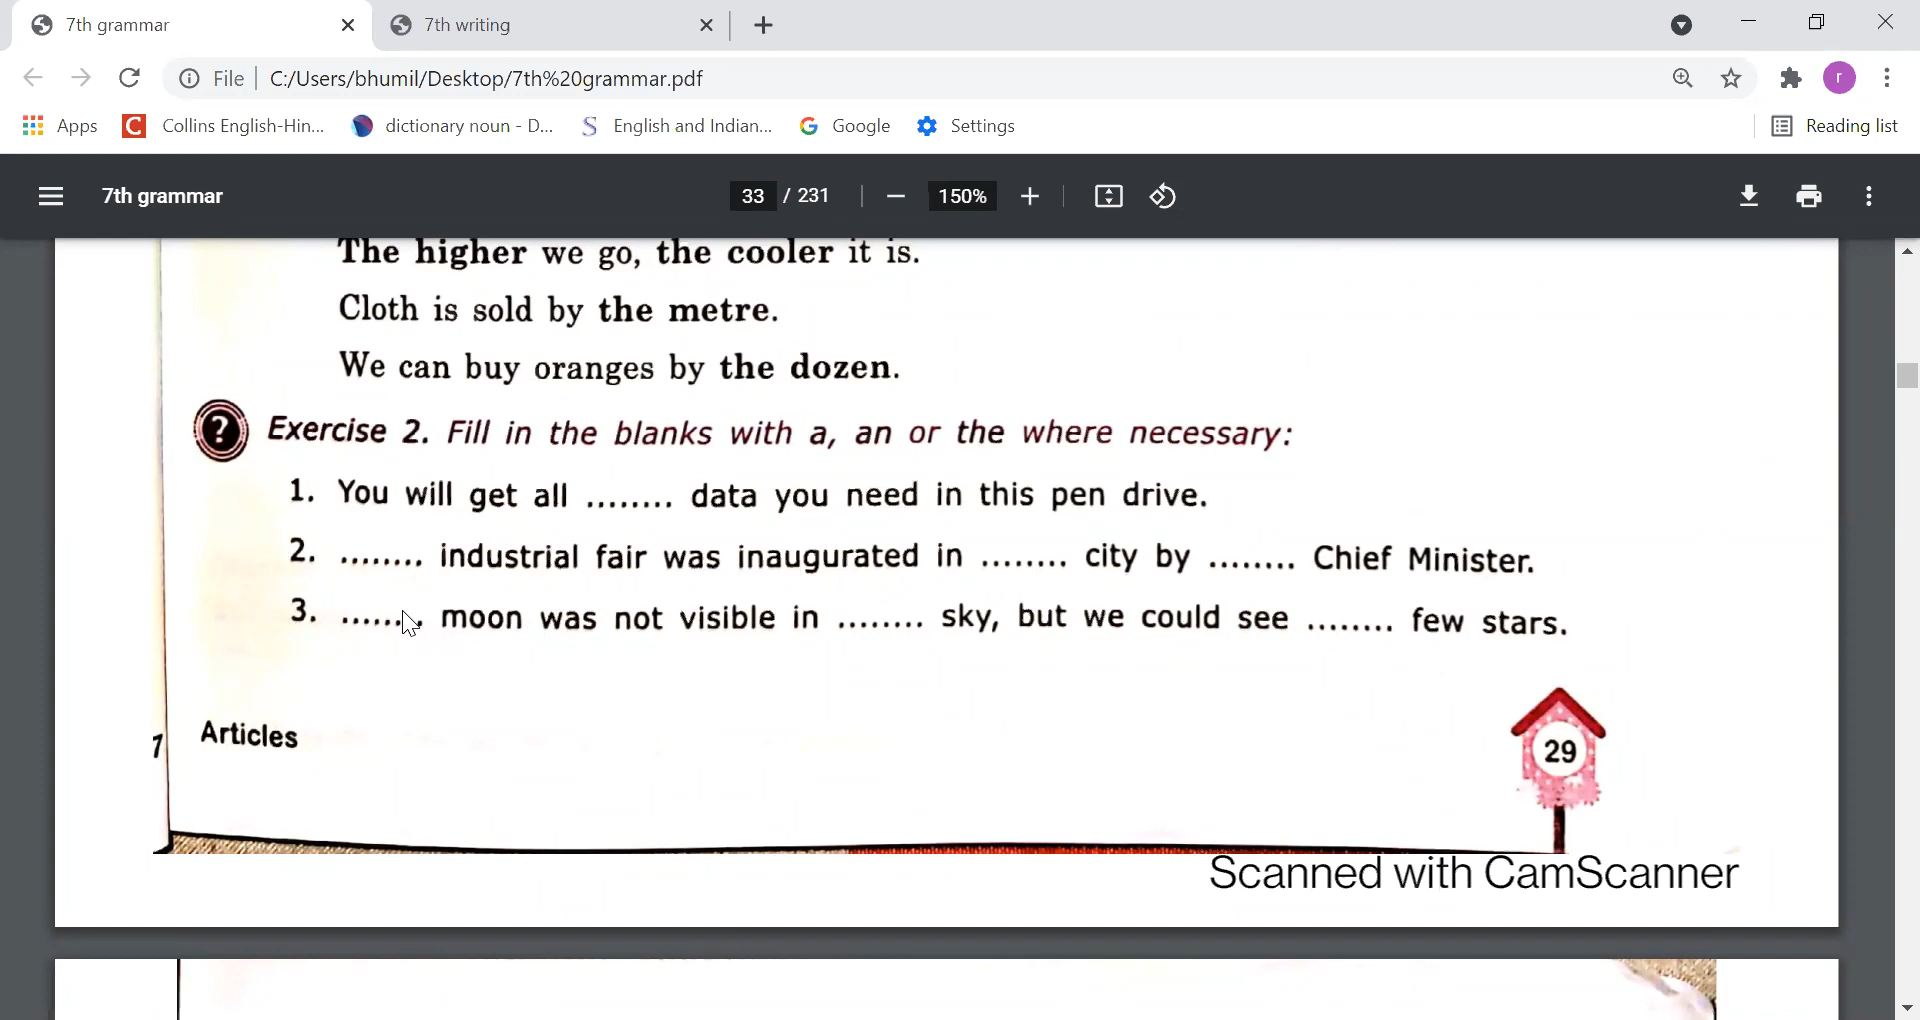 7th grammar
7th writing
File C:/Users/bhumil/Desktop/7th%20grammar.pdf
r
Apps Collins English-Hin... dictionary noun - D... English and Indian... Google Settings Reading list
7th grammar 33 / 231 150%
The higher we go, the cooler it is.
Cloth is sold by the metre.
We can buy oranges by the dozen.
? Exercise 2. Fill in the blanks with a, an or the where necessary:
1. You will get all ........ data you need in this pen drive.
2. ........ industrial fair was inaugurated in ........ city by ........ Chief Minister.
3. ........ moon was not visible in ........ sky, but we could see ........ few stars.
Articles
29
Scanned with CamScanner